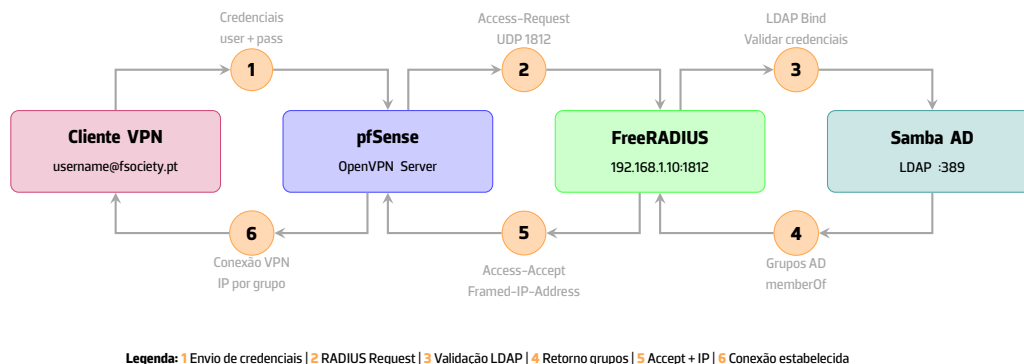 Credenciais
user + pass
Access-Request
UDP 1812
LDAP Bind
Validar credenciais
1
2
3
Cliente VPN
username@fsociety.pt
pfSense
OpenVPN Server
FreeRADIUS
192.168.1.10:1812
Samba AD
LDAP :389
6
5
4
Conexão VPN
IP por grupo
Access-Accept
Framed-IP-Address
Grupos AD
memberOf
Legenda: 1 Envio de credenciais | 2 RADIUS Request | 3 Validação LDAP | 4 Retorno grupos | 5 Accept + IP | 6 Conexão estabelecida